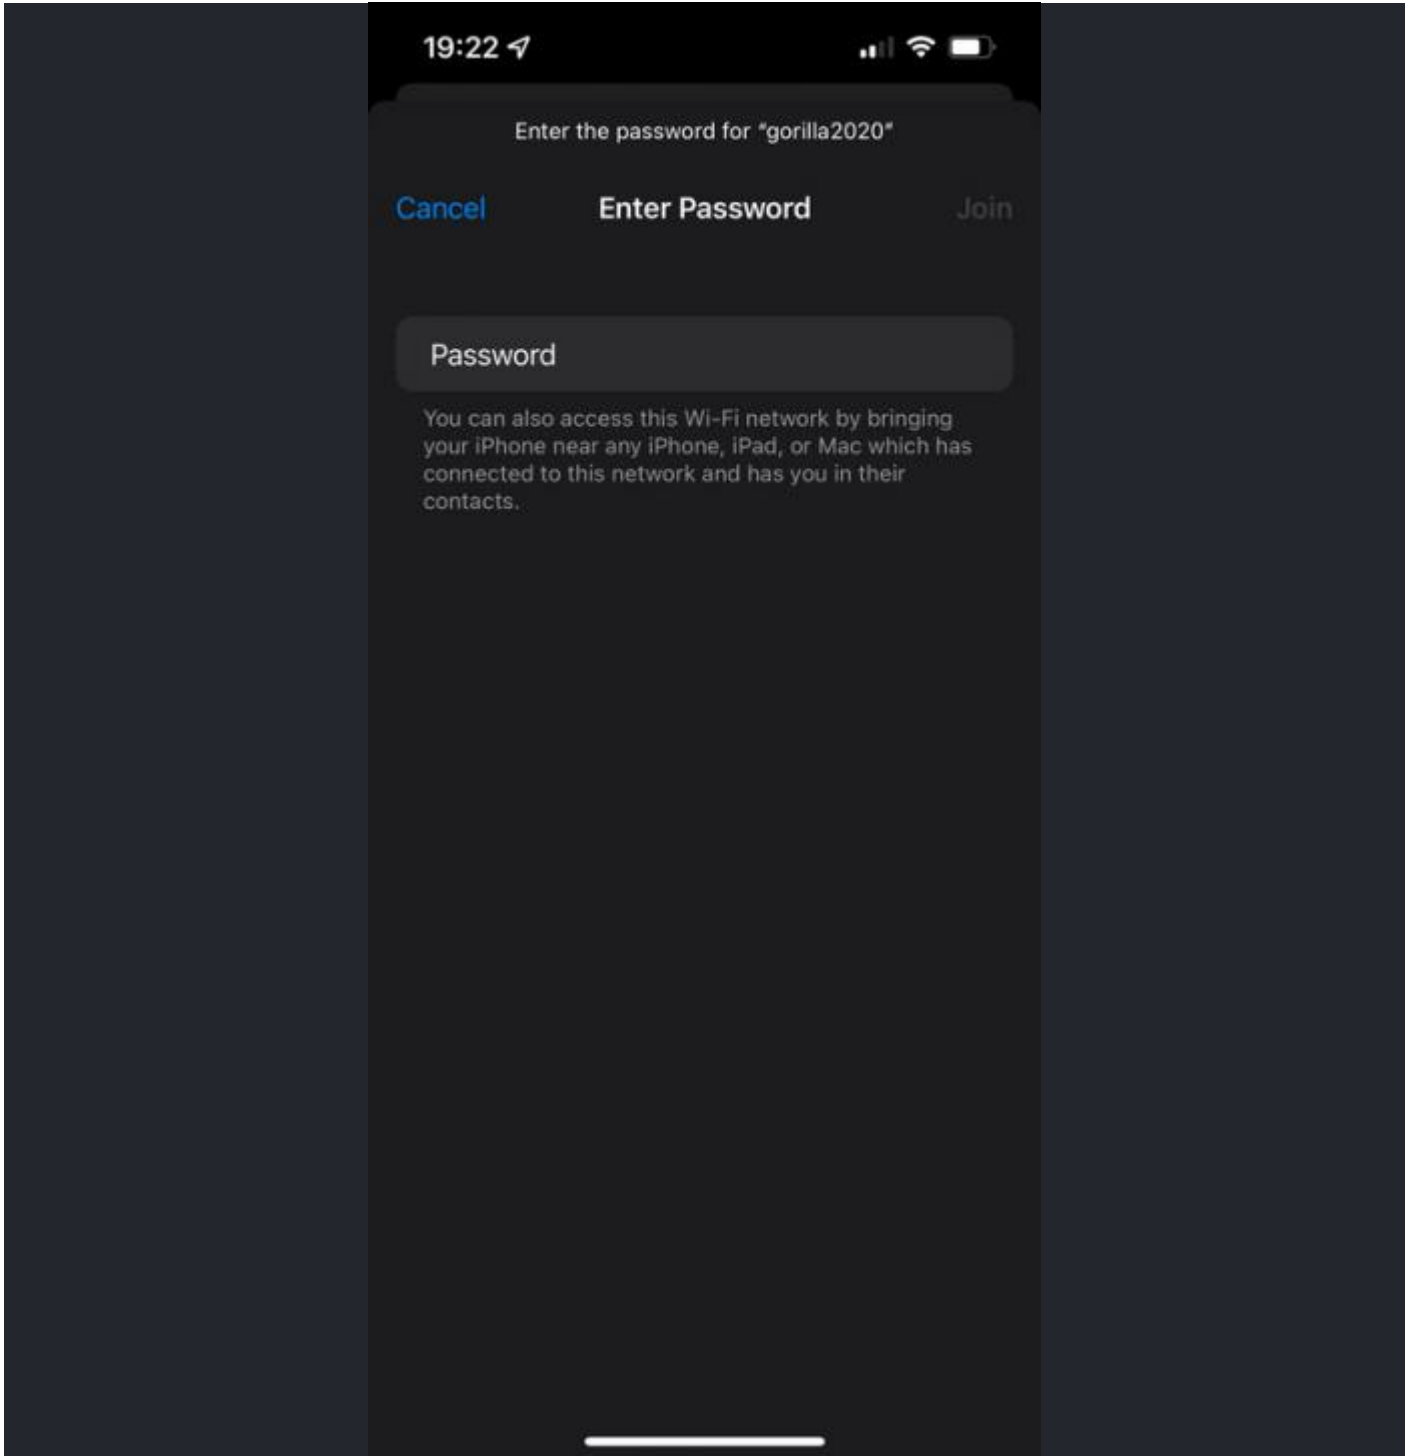 19:22
Enter the password for “gorilla2020”
Cancel Enter Password Join
Password
You can also access this Wi-Fi network by bringing
your iPhone near any iPhone, iPad, or Mac which has
connected to this network and has you in their
contacts.